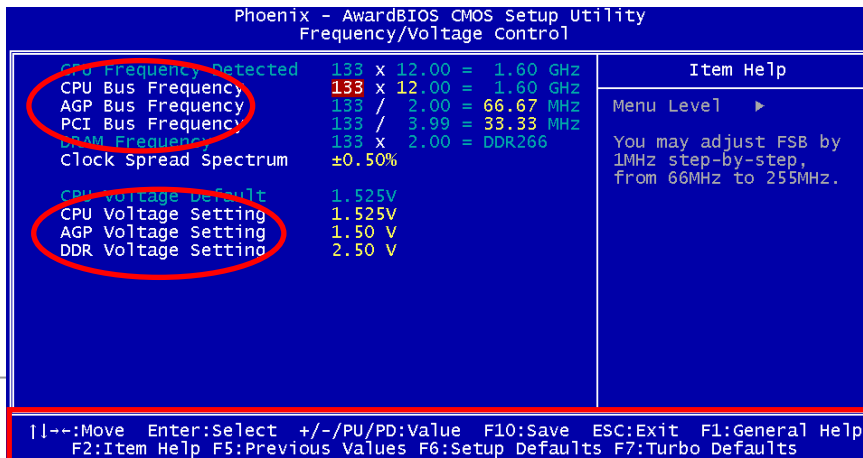 Phoenix - AwardBIOS CMOS Setup Utility
Frequency/Voltage Control
CPU Frequency Detected 133 x 12.00 = 1.60 GHz
CPU Bus Frequency 133 x 12.00 = 1.60 GHz
AGP Bus Frequency 133 / 2.00 = 66.67 MHz
PCI Bus Frequency 133 / 3.99 = 33.33 MHz
DRAM Frequency 133 x 2.00 = DDR266
Clock Spread Spectrum ±0.50%
CPU Voltage Default 1.525V
CPU Voltage Setting 1.525V
AGP Voltage Setting 1.50 V
DDR Voltage Setting 2.50 V
Item Help
Menu Level ▶
You may adjust FSB by
1MHz step-by-step,
from 66MHz to 255MHz.
↑↓→←:Move Enter:Select +/-/PU/PD:Value F10:Save ESC:Exit F1:General Help
F2:Item Help F5:Previous Values F6:Setup Defaults F7:Turbo Defaults